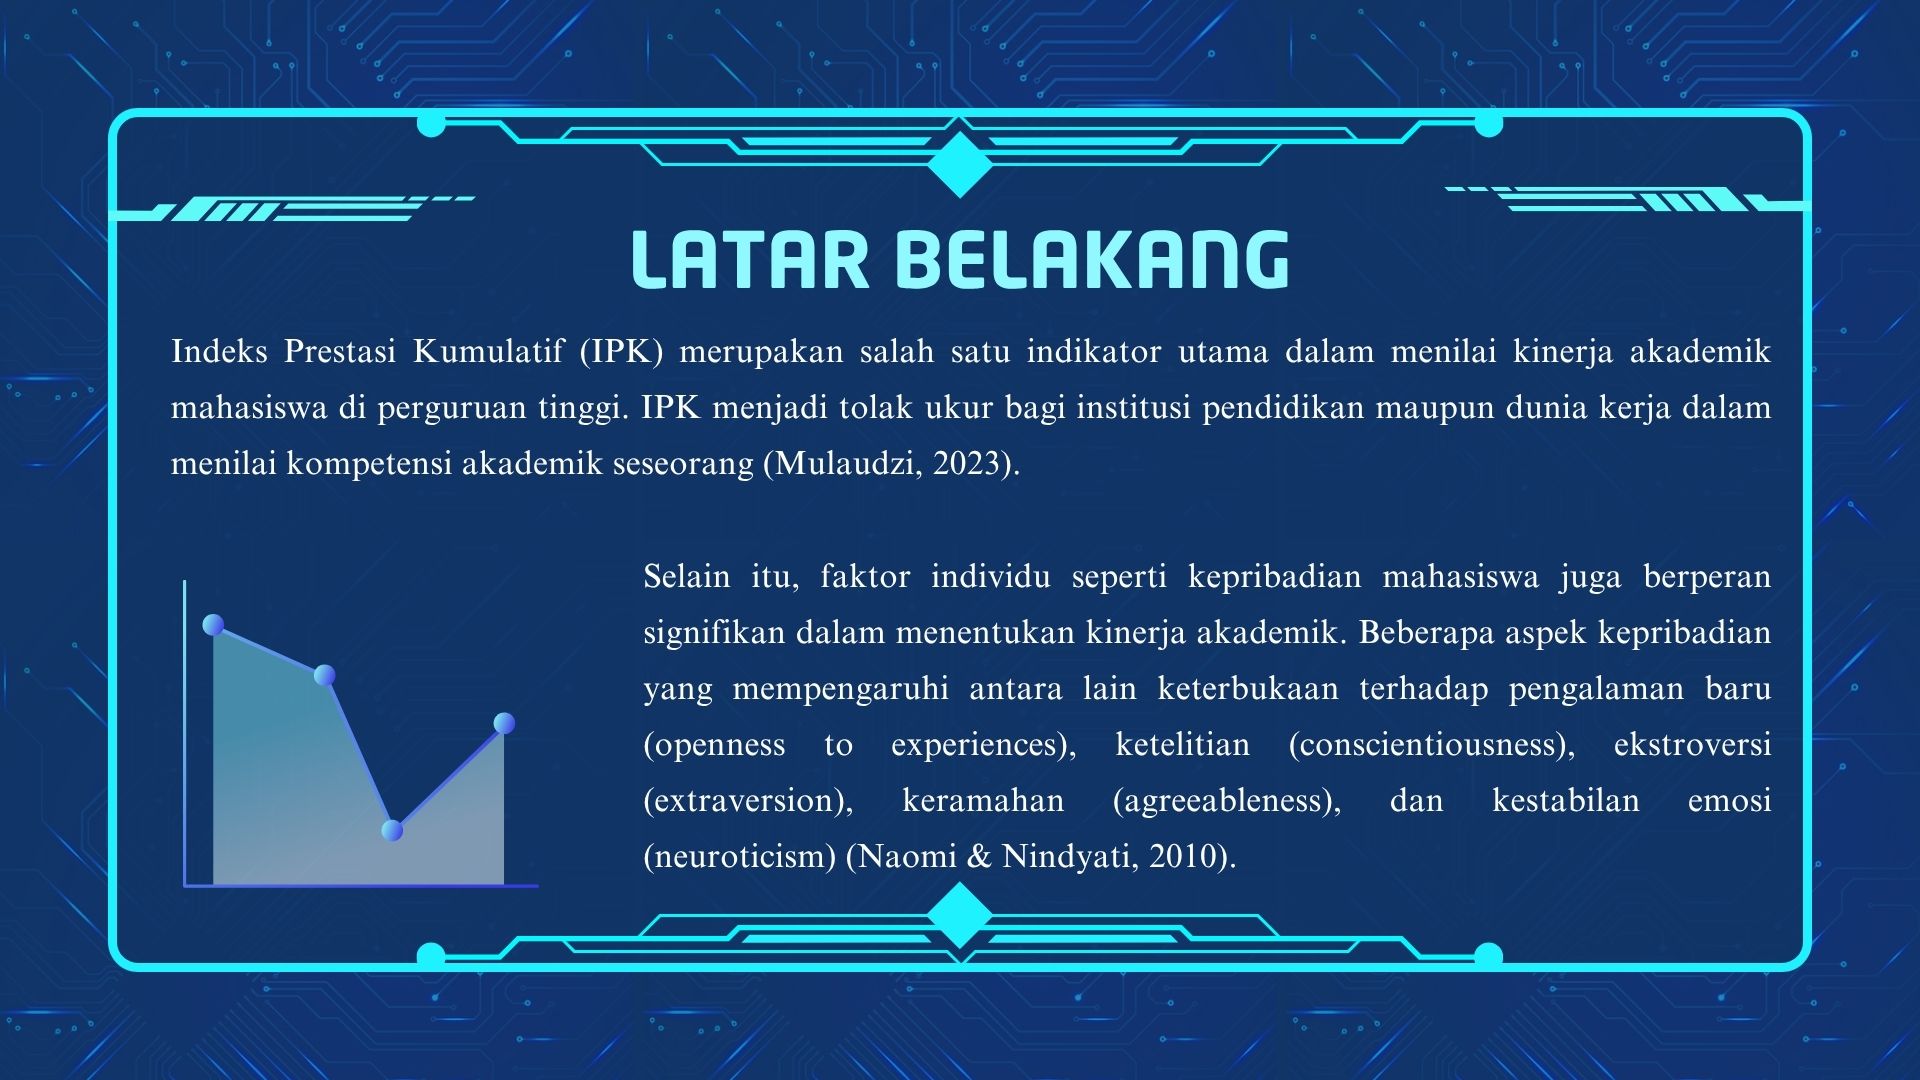 LATAR BELAKANG
Indeks Prestasi Kumulatif (IPK) merupakan salah satu indikator utama dalam menilai kinerja akademik
mahasiswa di perguruan tinggi. IPK menjadi tolak ukur bagi institusi pendidikan maupun dunia kerja dalam
menilai kompetensi akademik seseorang (Mulaudzi, 2023).
Selain itu, faktor individu seperti kepribadian mahasiswa juga berperan
signifikan dalam menentukan kinerja akademik. Beberapa aspek kepribadian
yang mempengaruhi antara lain keterbukaan terhadap pengalaman baru
(openness to experiences), ketelitian (conscientiousness), ekstroversi
(extraversion), keramahan (agreeableness), dan kestabilan emosi
(neuroticism) (Naomi & Nindyati, 2010).